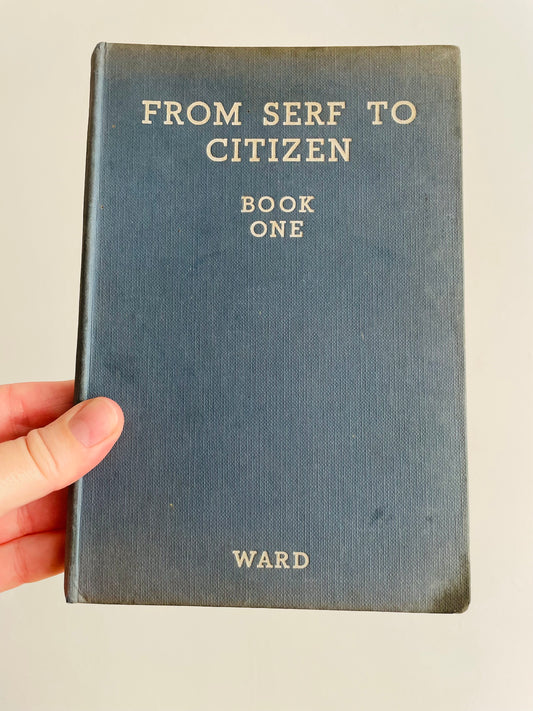 FROM SERF TO
CITIZEN
BOOK
ONE
WARD